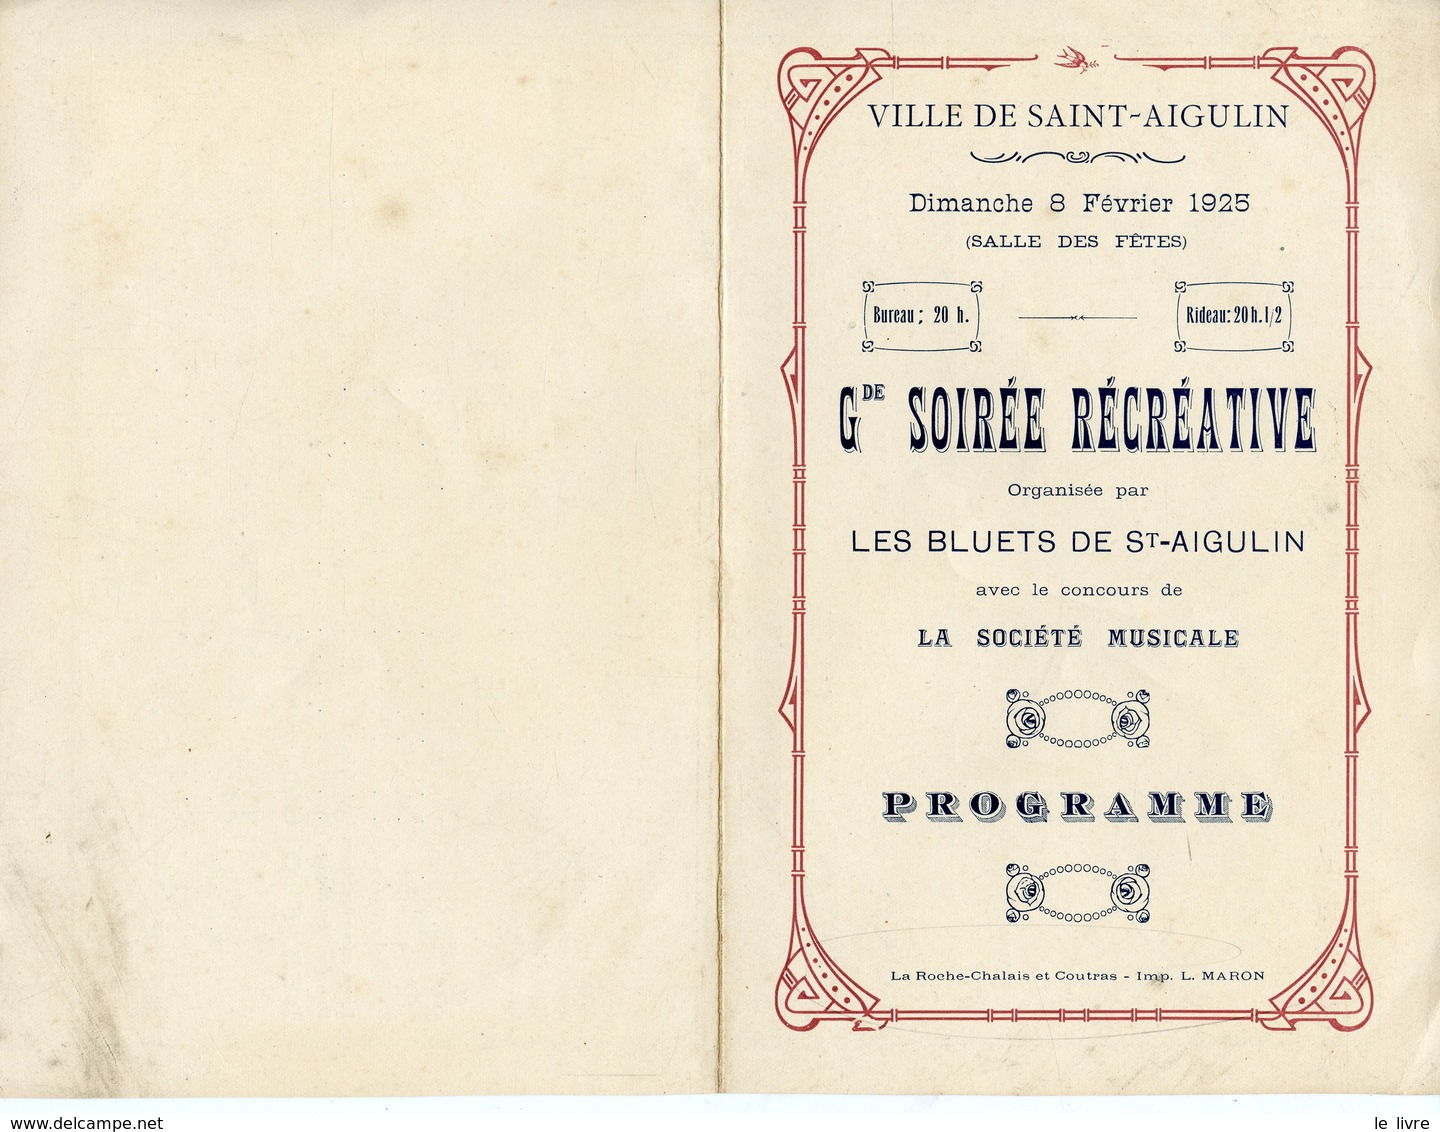 VILLE DE SAINT-AIGULIN
Dimanche 8 Février 1925
(SALLE DES FÊTES)
Bureau ; 20 h.
Rideau : 20 h. 1/2
GDE SOIRÉE RÉCRÉATIVE
Organisée par
LES BLUETS DE ST-AIGULIN
avec le concours de
LA SOCIÉTÉ MUSICALE
PROGRAMME
La Roche-Chalais et Coutras - Imp. L. MARON
www.delcampe.net
le livre